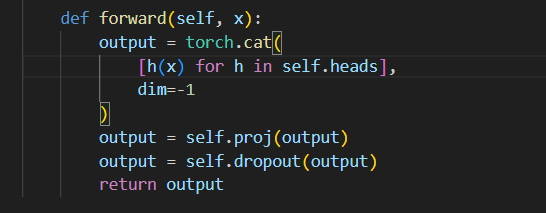 def forward(self, x):
    output = torch.cat(
        [h(x) for h in self.heads],
        dim=-1
    )
    output = self.proj(output)
    output = self.dropout(output)
    return output